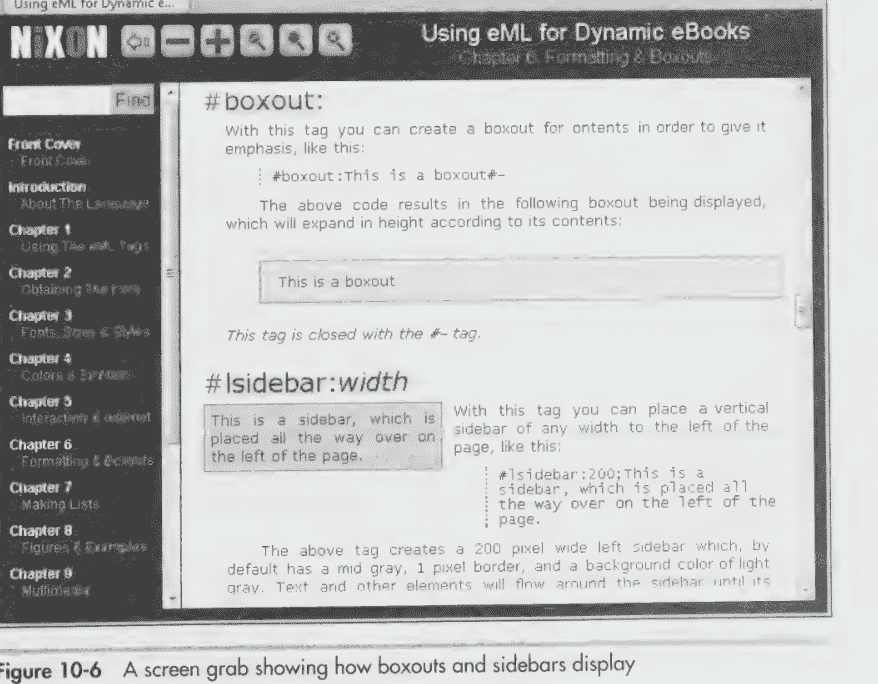 Using eML for Dynamic e...
NIXON
Using eML for Dynamic eBooks
Chapter 6: Formatting & Boxouts
Find
Front Cover
Front Cover
Introduction
About The Language
Chapter 1
Using The eML Tags
Chapter 2
Obtaining The
Chapter 3
Fonts, Sizes & Styles
Chapter 4
Colors &
Chapter 5
Interactivity &
Chapter 6
Formatting & Boxouts
Chapter 7
Making Lists
Chapter 8
Figures & Examples
Chapter 9
Multimedia
#boxout:
With this tag you can create a boxout for ontents in order to give it
emphasis, like this:
#boxout:This is a boxout#-
The above code results in the following boxout being displayed,
which will expand in height according to its contents:
This is a boxout
This tag is closed with the #- tag.
#lsidebar:width
This is a sidebar, which is
placed all the way over on
the left of the page.
With this tag you can place a vertical
sidebar of any width to the left of the
page, like this:
#lsidebar:200;This is a
sidebar, which is placed all
the way over on the left of the
page.
The above tag creates a 200 pixel wide left sidebar which, by
default has a mid gray, 1 pixel border, and a background color of light
gray. Text and other elements will flow around the sidebar until its
Figure 10-6 A screen grab showing how boxouts and sidebars display